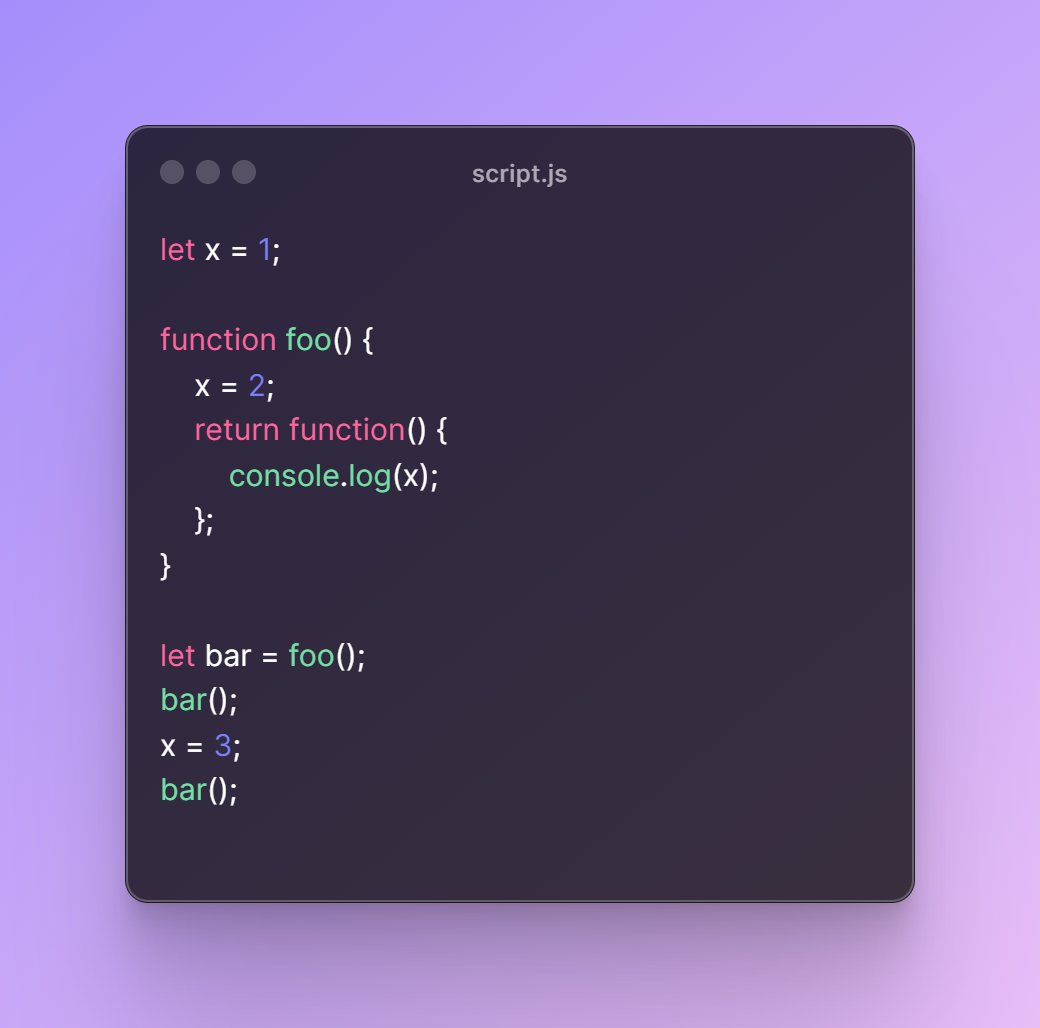 script.js
let x = 1;
function foo() {
x = 2;
return function() {
console.log(x);
};
}
let bar = foo();
bar();
x = 3;
bar();